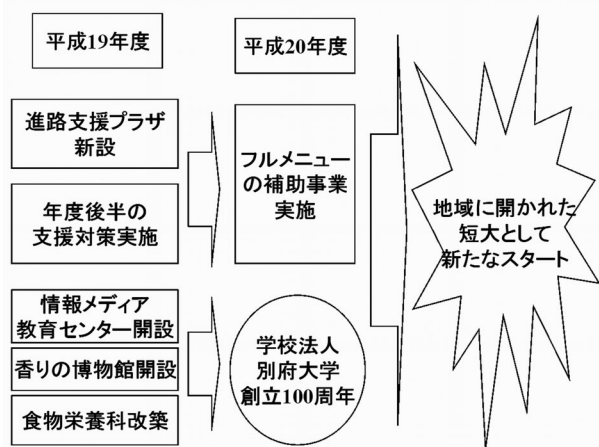 平成19年度
平成20年度
進路支援プラザ
新設
年度後半の
支援対策実施
フルメニュー
の補助事業
実施
情報メディア
教育センター開設
香りの博物館開設
食物栄養科改築
学校法人
別府大学
創立100周年
地域に開かれた
短大として
新たなスタート